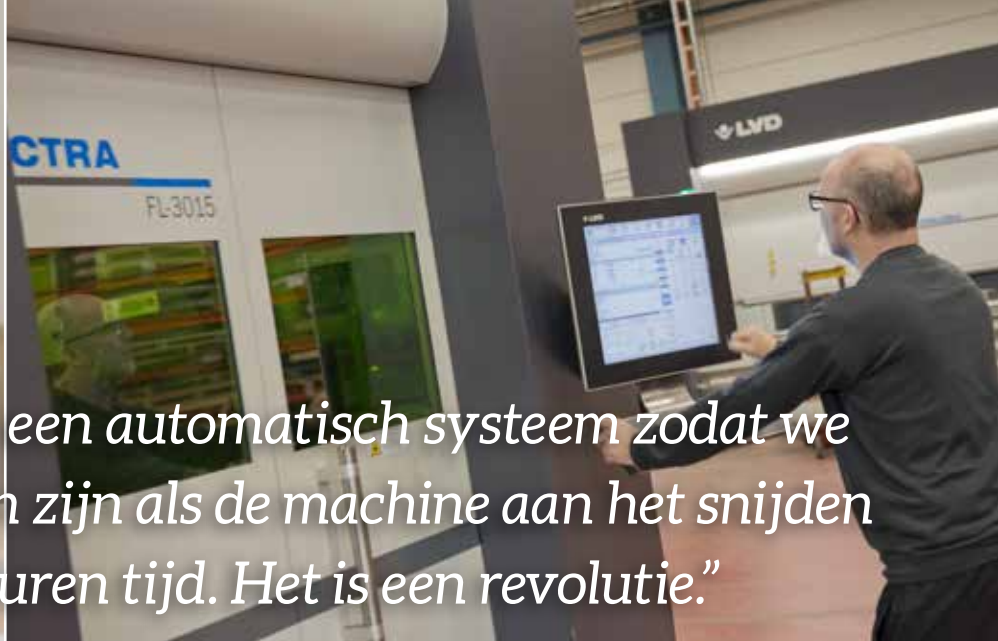 CTRA
FL-3015
LVD
een automatisch systeem zodat we
zijn als de machine aan het snijden
uren tijd. Het is een revolutie.”